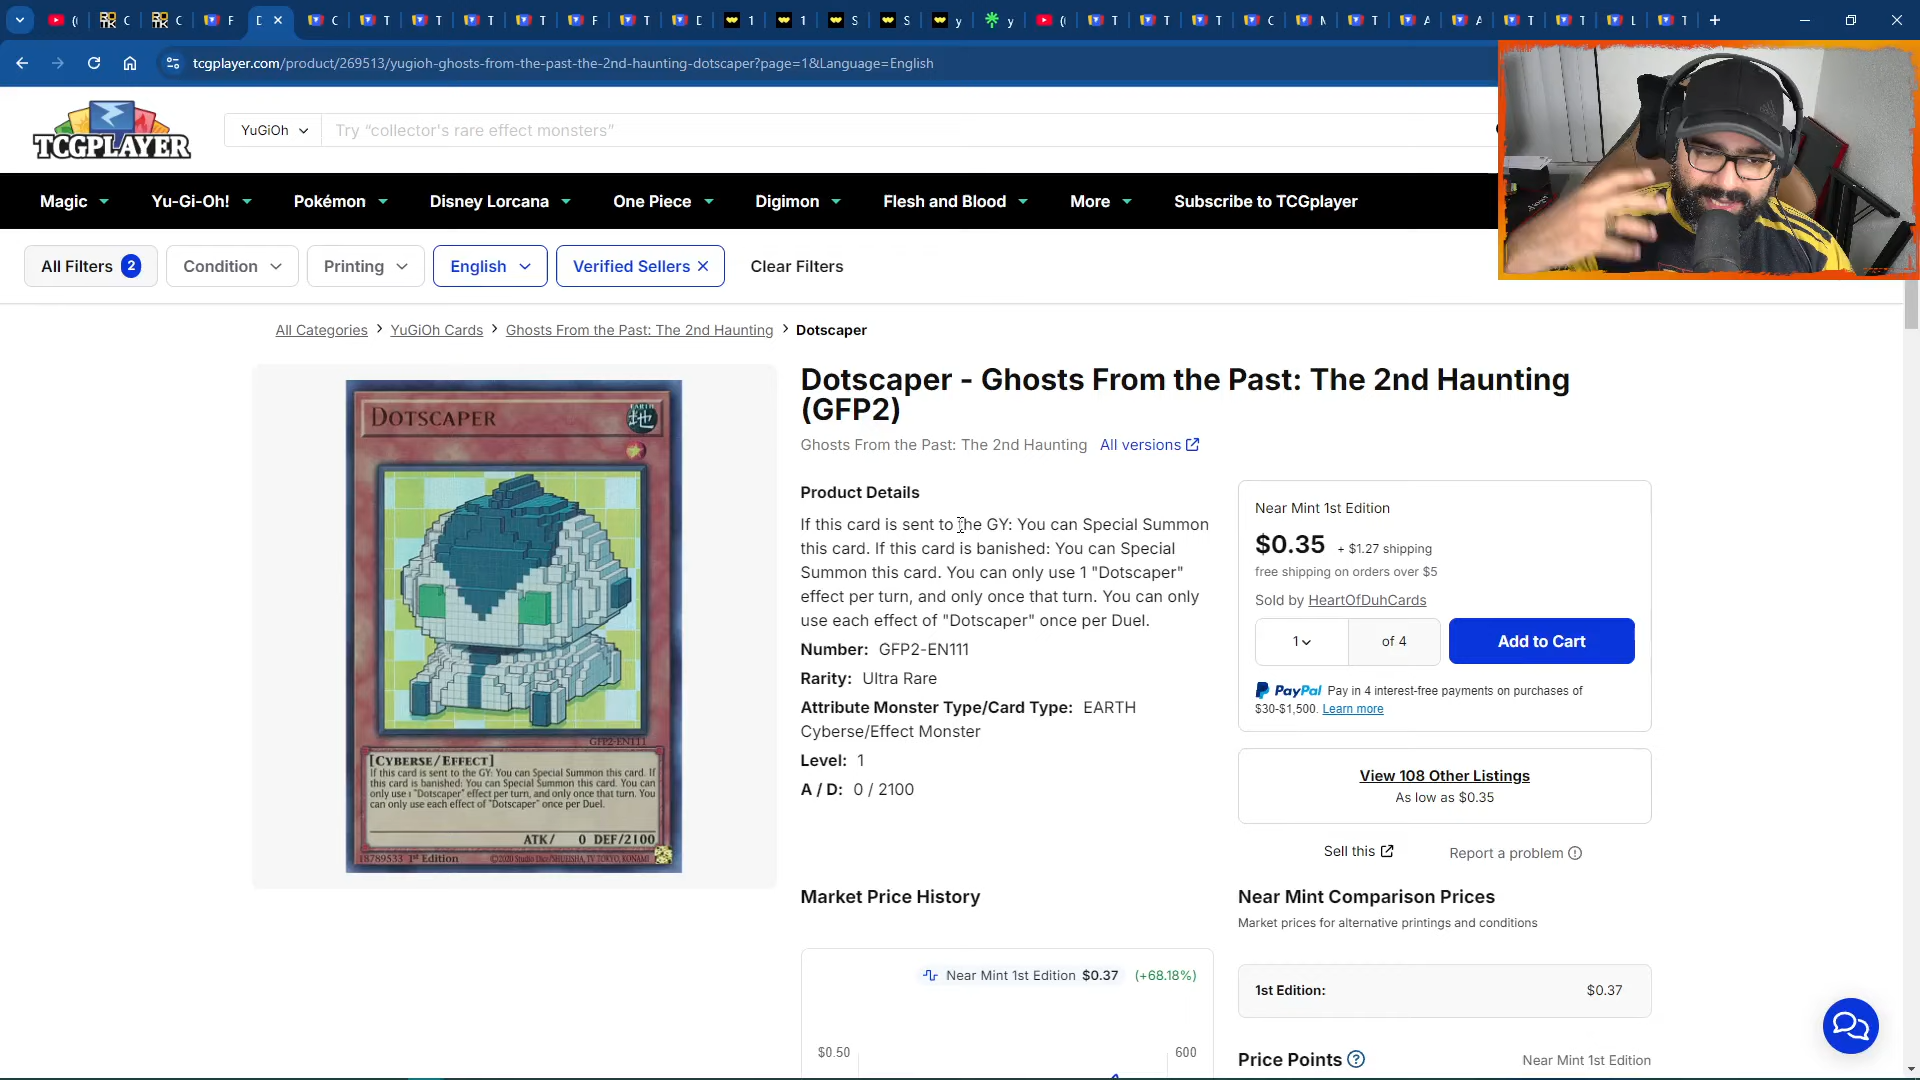 tcgplayer.com/product/269513/yugioh-ghosts-from-the-past-the-2nd-haunting-dotscaper?page=1&Language=English
TCGPLAYER
YuGiOh
Try “collector's rare effect monsters”
Magic
Yu-Gi-Oh!
Pokémon
Disney Lorcana
One Piece
Digimon
Flesh and Blood
More
Subscribe to TCGplayer
All Filters 2
Condition
Printing
English
Verified Sellers
Clear Filters
All Categories > YuGiOh Cards > Ghosts From the Past: The 2nd Haunting > Dotscaper
DOTSCAPER
EARTH
地
GFP2-EN111
[CYBERSE/EFFECT]
If this card is sent to the GY: You can Special Summon this card. If
this card is banished: You can Special Summon this card. You can
only use 1 "Dotscaper" effect per turn, and only once that turn. You
can only use each effect of "Dotscaper" once per Duel.
ATK/ 0 DEF/2100
18789533 1st Edition ©2020 Studio Dice/SHUEISHA, TV TOKYO, KONAMI
Dotscaper - Ghosts From the Past: The 2nd Haunting
(GFP2)
Ghosts From the Past: The 2nd Haunting All versions
Product Details
If this card is sent to the GY: You can Special Summon
this card. If this card is banished: You can Special
Summon this card. You can only use 1 "Dotscaper"
effect per turn, and only once that turn. You can only
use each effect of "Dotscaper" once per Duel.
Number: GFP2-EN111
Rarity: Ultra Rare
Attribute Monster Type/Card Type: EARTH
Cyberse/Effect Monster
Level: 1
A / D: 0 / 2100
Near Mint 1st Edition
$0.35 + $1.27 shipping
free shipping on orders over $5
Sold by HeartOfDuhCards
1 of 4
Add to Cart
PayPal Pay in 4 interest-free payments on purchases of
$30-$1,500. Learn more
View 108 Other Listings
As low as $0.35
Sell this
Report a problem
Market Price History
Near Mint 1st Edition $0.37 (+68.18%)
$0.50
600
Near Mint Comparison Prices
Market prices for alternative printings and conditions
1st Edition: $0.37
Price Points
Near Mint 1st Edition